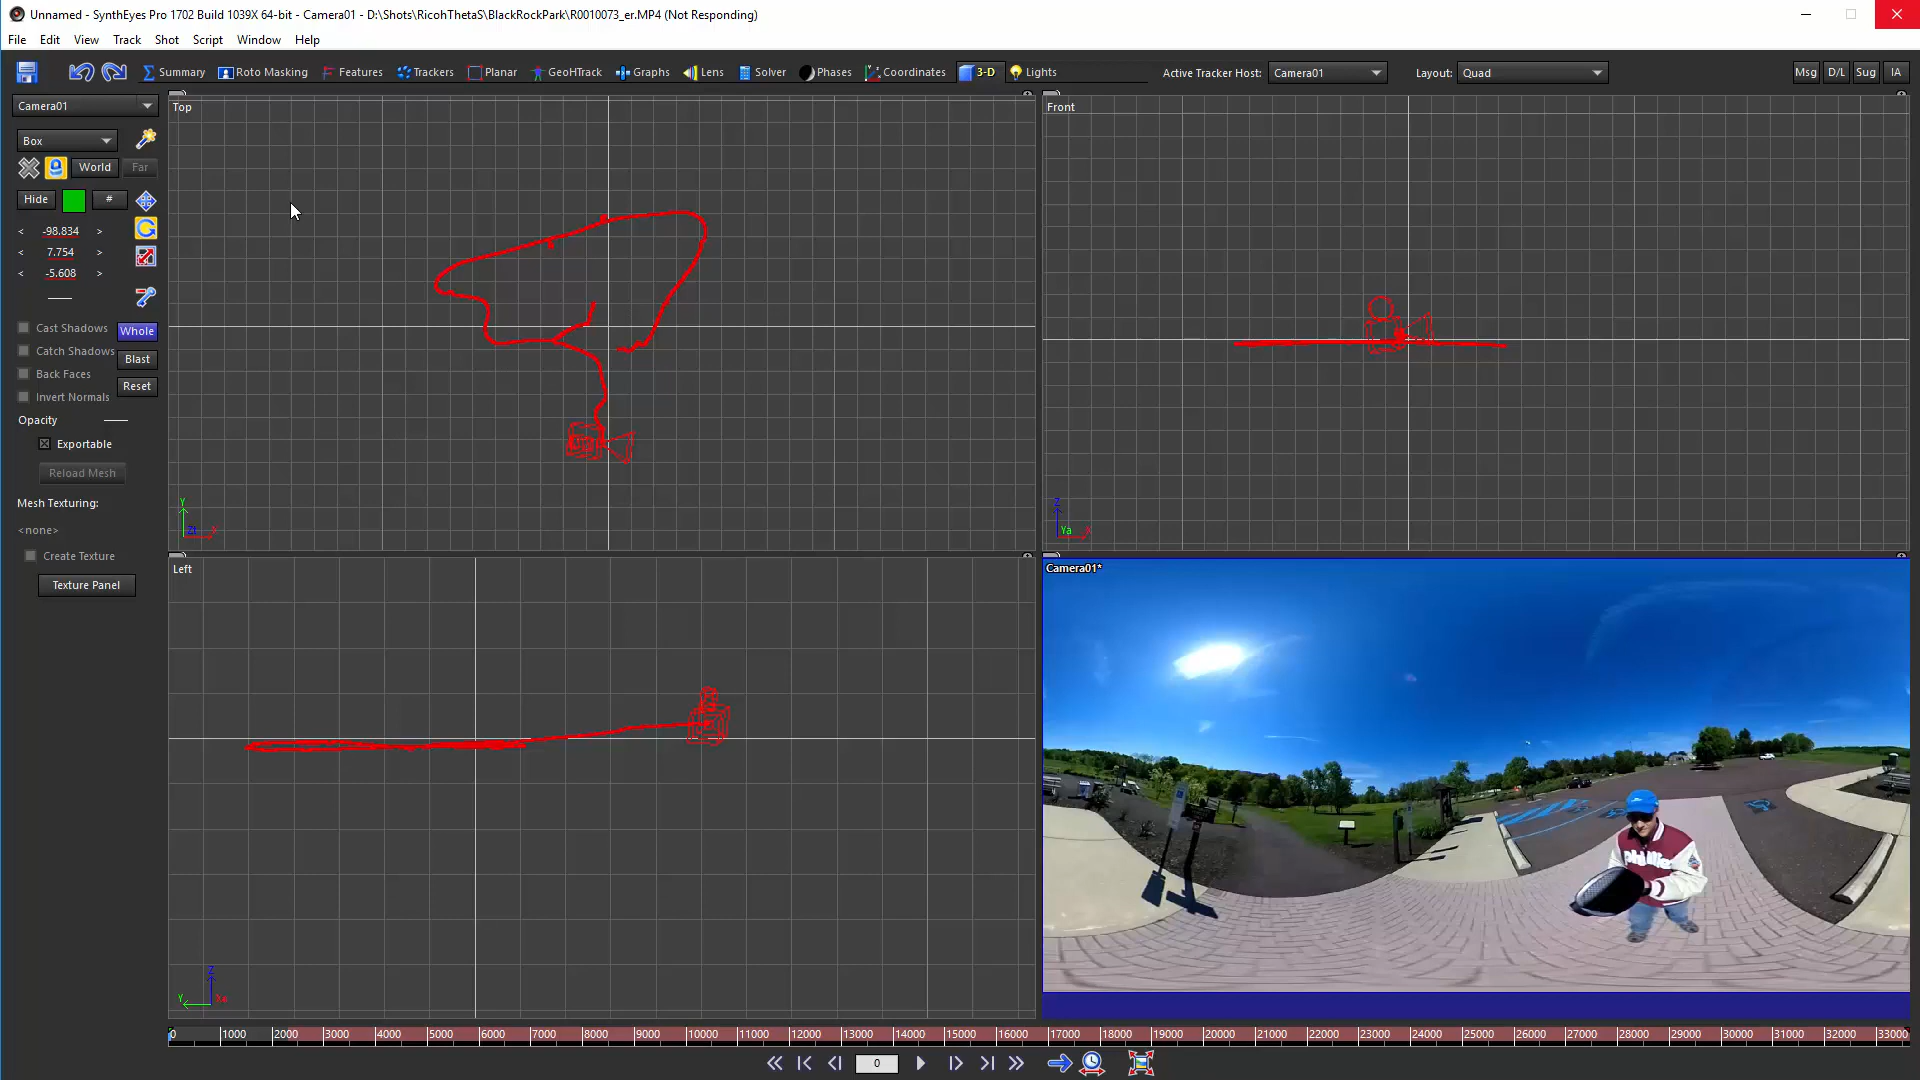 Unnamed - SynthEyes Pro 1702 Build 1039X 64-bit - Camera01 - D:\Shots\RicohThetaS\BlackRockPark\R0010073_er.MP4 (Not Responding)
File Edit View Track Shot Script Window Help
Summary Roto Masking Features Trackers Planar GeoHTrack Graphs Lens Solver Phases Coordinates 3-D Lights Active Tracker Host: Camera01 Layout: Quad Msg D/L Sug IA
Camera01
Box
World Far
Hide #
< -98.834 >
< 7.754 >
< -5.608 >
Cast Shadows Whole
Catch Shadows Blast
Back Faces
Invert Normals Reset
Opacity
Exportable
Reload Mesh
Mesh Texturing:
<none>
Create Texture
Texture Panel
Top
Y
X
Front
Z
Ya
X
Left
Z
Y
Camera01*
phillies
0 1000 2000 3000 4000 5000 6000 7000 8000 10000 11000 12000 13000 14000 15000 16000 17000 18000 19000 20000 21000 22000 23000 24000 25000 26000 27000 28000 29000 30000 31000 32000 33000
0